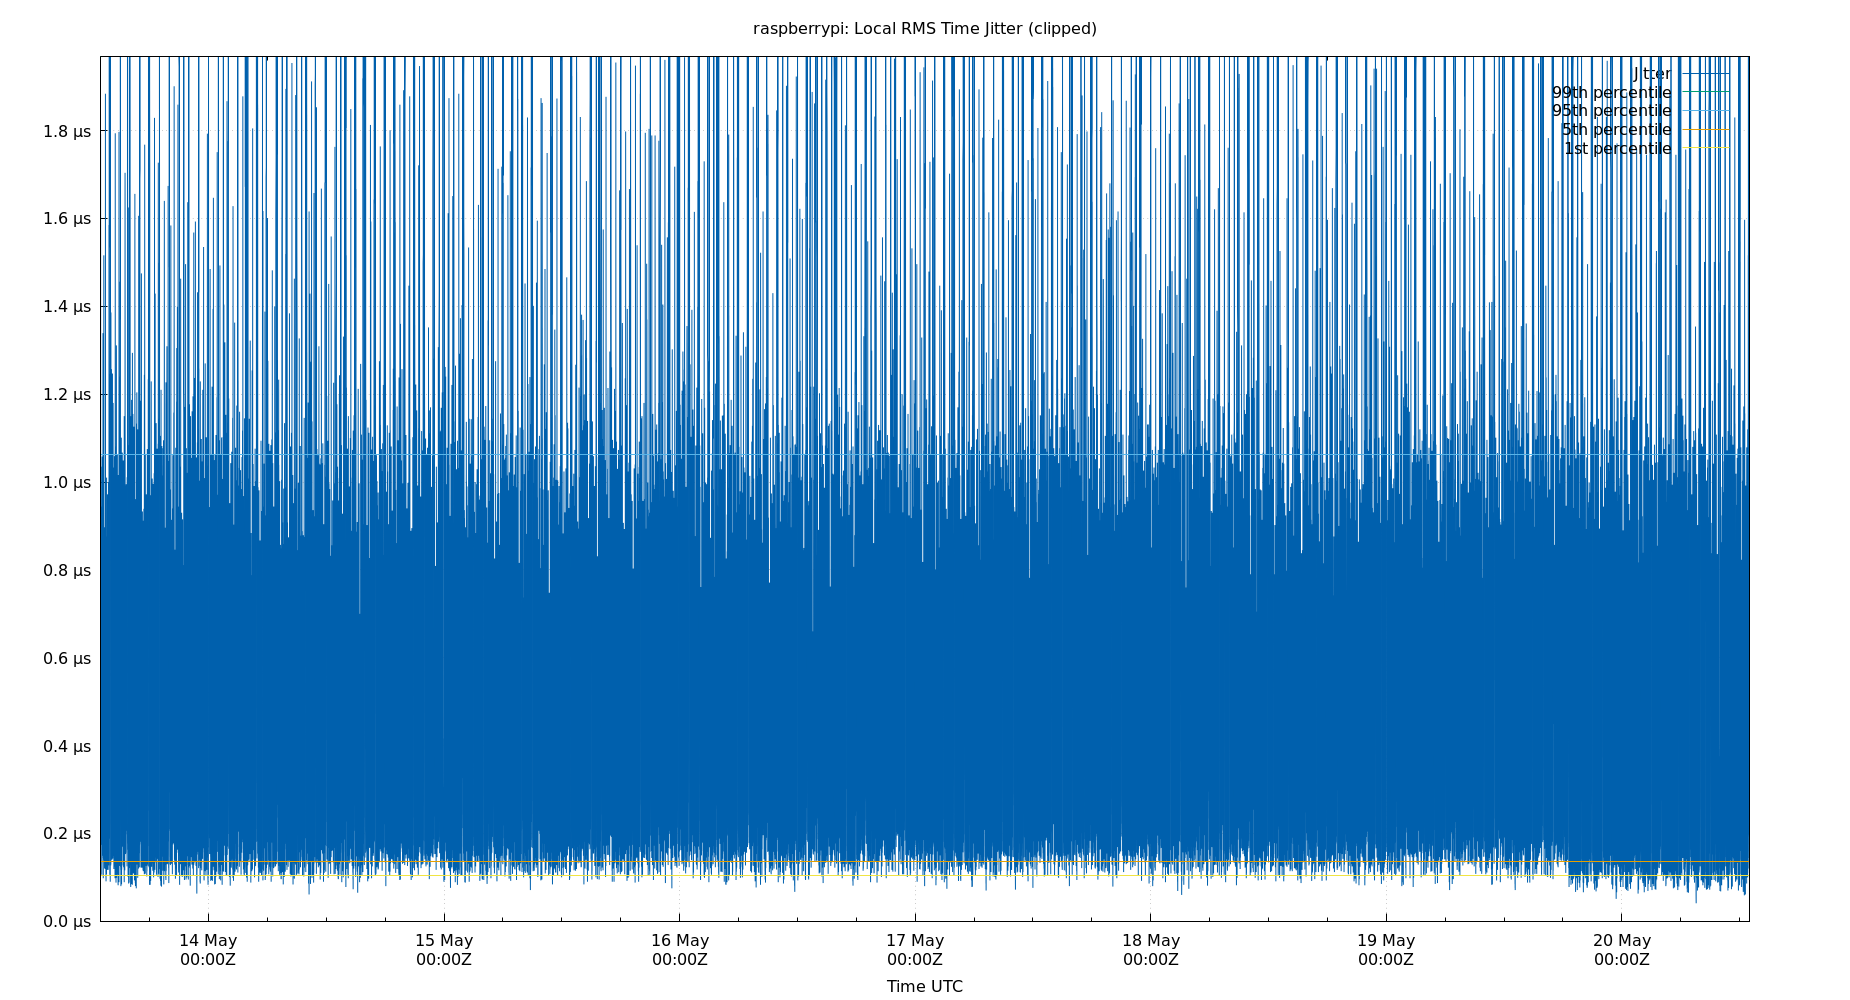 raspberrypi: Local RMS Time Jitter (clipped)
Jitter
99th percentile
95th percentile
5th percentile
1st percentile
1.8 µs
1.6 µs
1.4 µs
1.2 µs
1.0 µs
0.8 µs
0.6 µs
0.4 µs
0.2 µs
0.0 µs
14 May 15 May 16 May 17 May 18 May 19 May 20 May
00:00Z 00:00Z 00:00Z 00:00Z 00:00Z 00:00Z 00:00Z
Time UTC